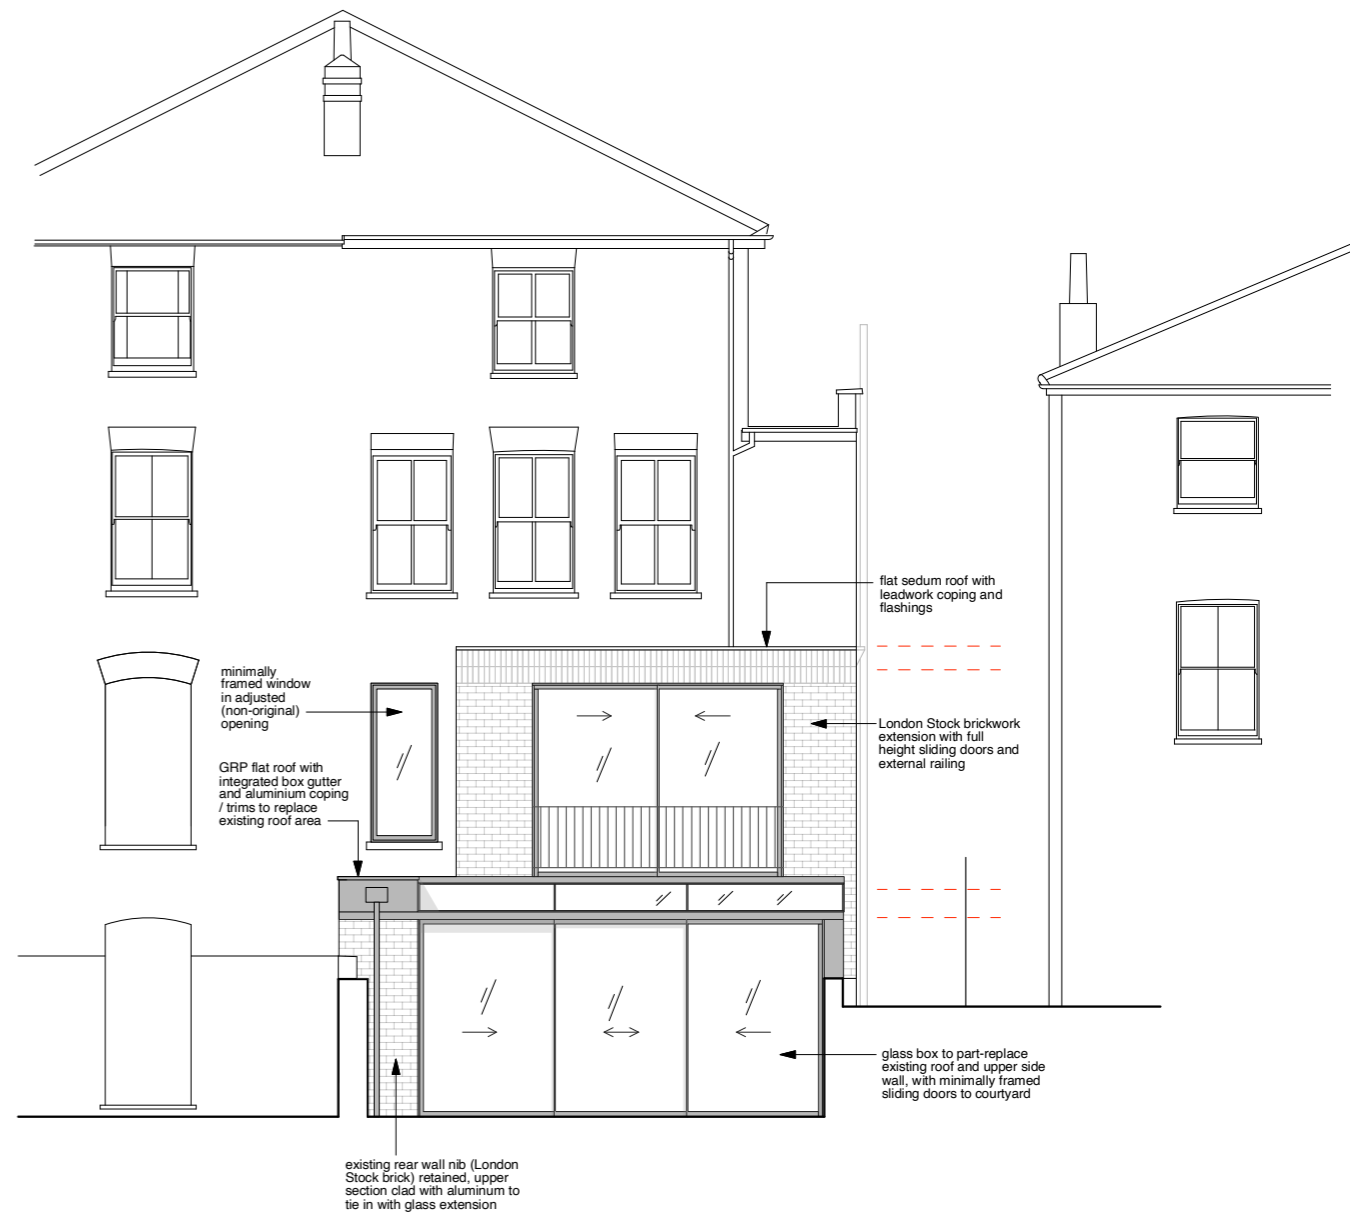 flat sedum roof with
leadwork coping and
flashings
minimally
framed window
in adjusted
(non-original)
opening
London Stock brickwork
extension with full
height sliding doors and
external railing
GRP flat roof with
integrated box gutter
and aluminium coping
/ trims to replace
existing roof area
glass box to part-replace
existing roof and upper side
wall, with minimally framed
sliding doors to courtyard
existing rear wall nib (London
Stock brick) retained, upper
section clad with aluminum to
tie in with glass extension